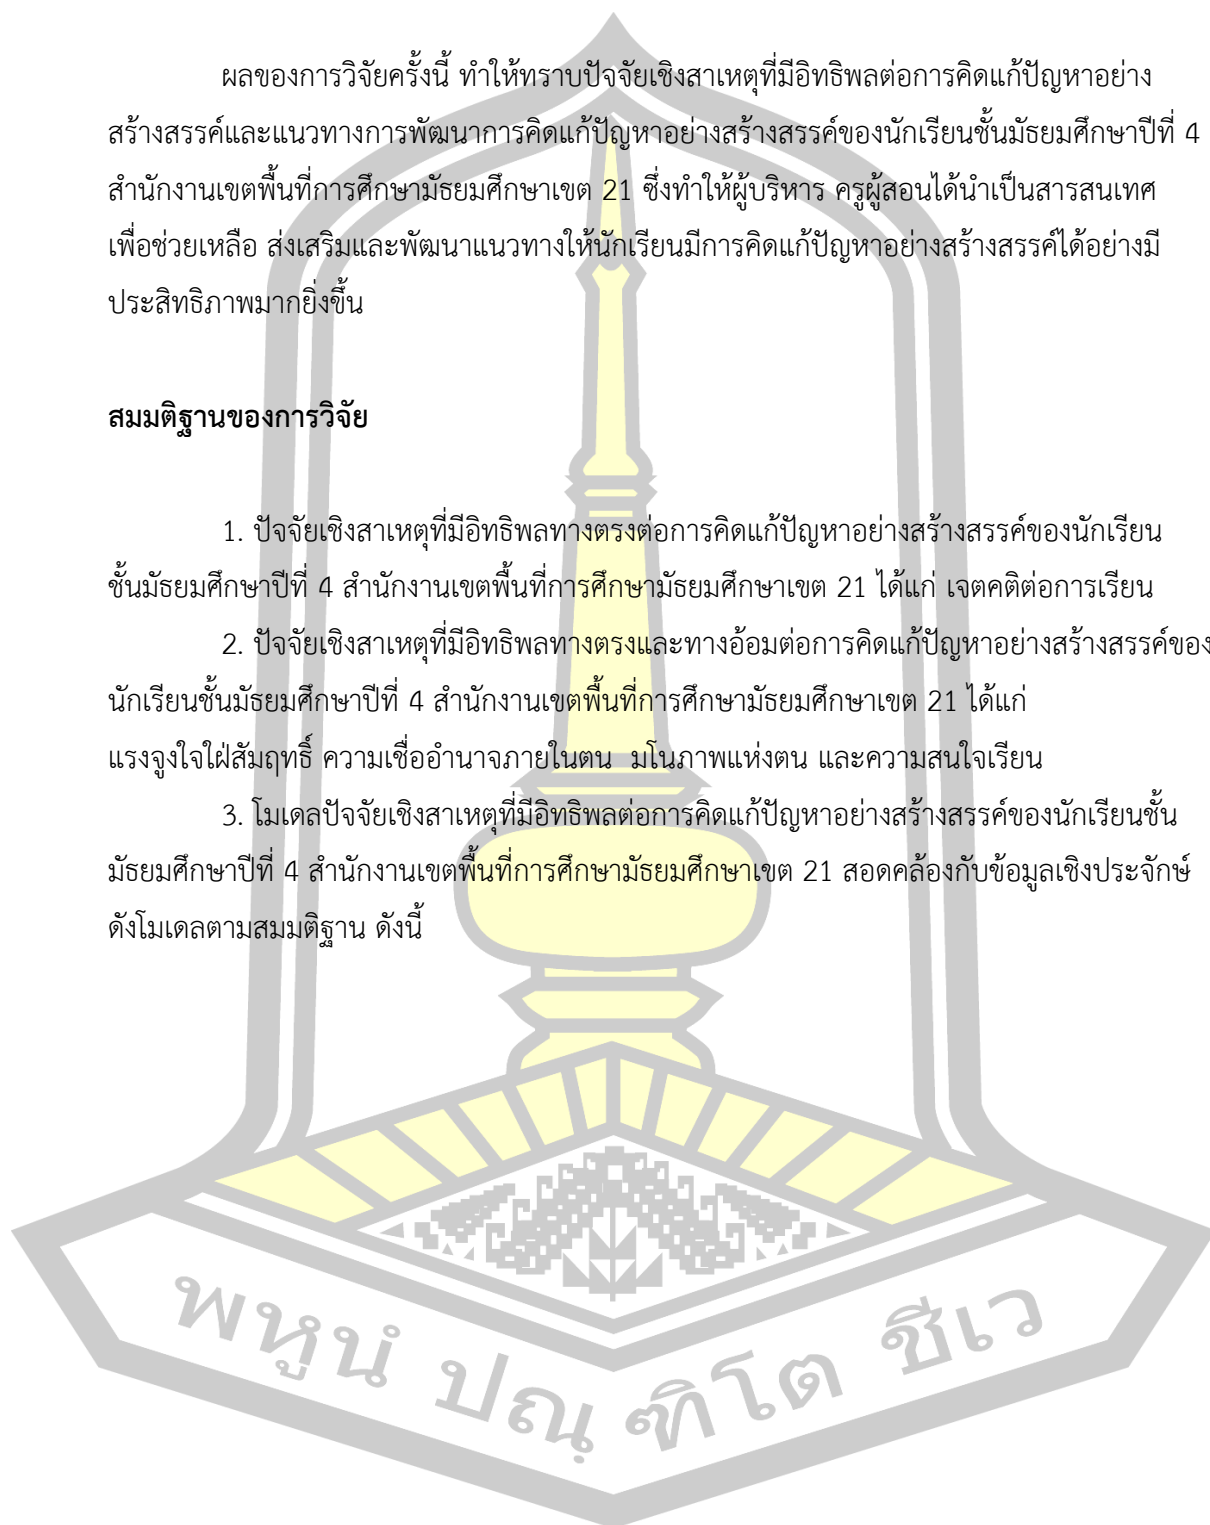 ผลของการวิจัยครั้งนี้ ทำให้ทราบปัจจัยเชิงสาเหตุที่มีอิทธิพลต่อการคิดแก้ปัญหาอย่าง
สร้างสรรค์และแนวทางการพัฒนาการคิดแก้ปัญหาอย่างสร้างสรรค์ของนักเรียนชั้นมัธยมศึกษาปีที่ 4
สำนักงานเขตพื้นที่การศึกษามัธยมศึกษาเขต 21 ซึ่งทำให้ผู้บริหาร ครูผู้สอนได้นำเป็นสารสนเทศ
เพื่อช่วยเหลือ ส่งเสริมและพัฒนาแนวทางให้นักเรียนมีการคิดแก้ปัญหาอย่างสร้างสรรค์ได้อย่างมี
ประสิทธิภาพมากยิ่งขึ้น
สมมติฐานของการวิจัย
1. ปัจจัยเชิงสาเหตุที่มีอิทธิพลทางตรงต่อการคิดแก้ปัญหาอย่างสร้างสรรค์ของนักเรียน
ชั้นมัธยมศึกษาปีที่ 4 สำนักงานเขตพื้นที่การศึกษามัธยมศึกษาเขต 21 ได้แก่ เจตคติต่อการเรียน
2. ปัจจัยเชิงสาเหตุที่มีอิทธิพลทางตรงและทางอ้อมต่อการคิดแก้ปัญหาอย่างสร้างสรรค์ของ
นักเรียนชั้นมัธยมศึกษาปีที่ 4 สำนักงานเขตพื้นที่การศึกษามัธยมศึกษาเขต 21 ได้แก่
แรงจูงใจใฝ่สัมฤทธิ์ ความเชื่ออำนาจภายในตน มโนภาพแห่งตน และความสนใจเรียน
3. โมเดลปัจจัยเชิงสาเหตุที่มีอิทธิพลต่อการคิดแก้ปัญหาอย่างสร้างสรรค์ของนักเรียนชั้น
มัธยมศึกษาปีที่ 4 สำนักงานเขตพื้นที่การศึกษามัธยมศึกษาเขต 21 สอดคล้องกับข้อมูลเชิงประจักษ์
ดังโมเดลตามสมมติฐาน ดังนี้
พหูนํ ปณฺฑิโต ชีเว